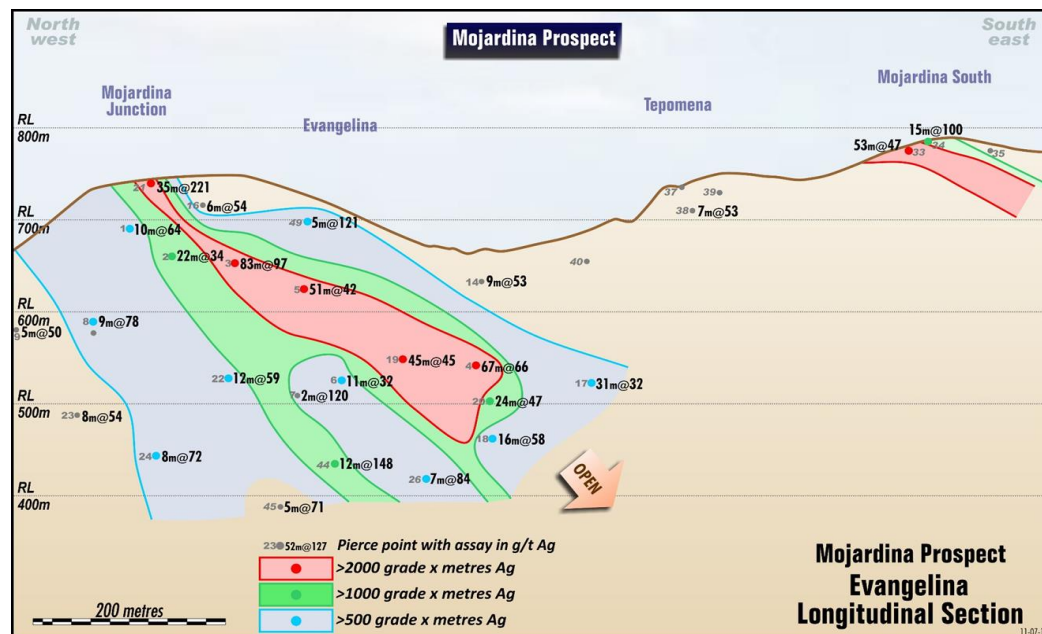 North
west
Mojardina Prospect
South
east
Mojardina
Junction
Evangelina
Tepomena
Mojardina South
RL
800m
15m@100
34
53m@47
33
35
21
35m@221
16
6m@54
37
39
38
7m@53
RL
700m
49
5m@121
10m@64
22m@34
83m@97
40
14
9m@53
51m@42
RL
600m
8
9m@78
5m@50
19
45m@45
4
67m@66
22
12m@59
6
11m@32
17
31m@32
7
2m@120
24m@47
RL
500m
23
8m@54
18
16m@58
24
8m@72
44
12m@148
26
7m@84
OPEN
RL
400m
45
5m@71
23
52m@127
Pierce point with assay in g/t Ag
>2000 grade x metres Ag
>1000 grade x metres Ag
>500 grade x metres Ag
200 metres
Mojardina Prospect
Evangelina
Longitudinal Section